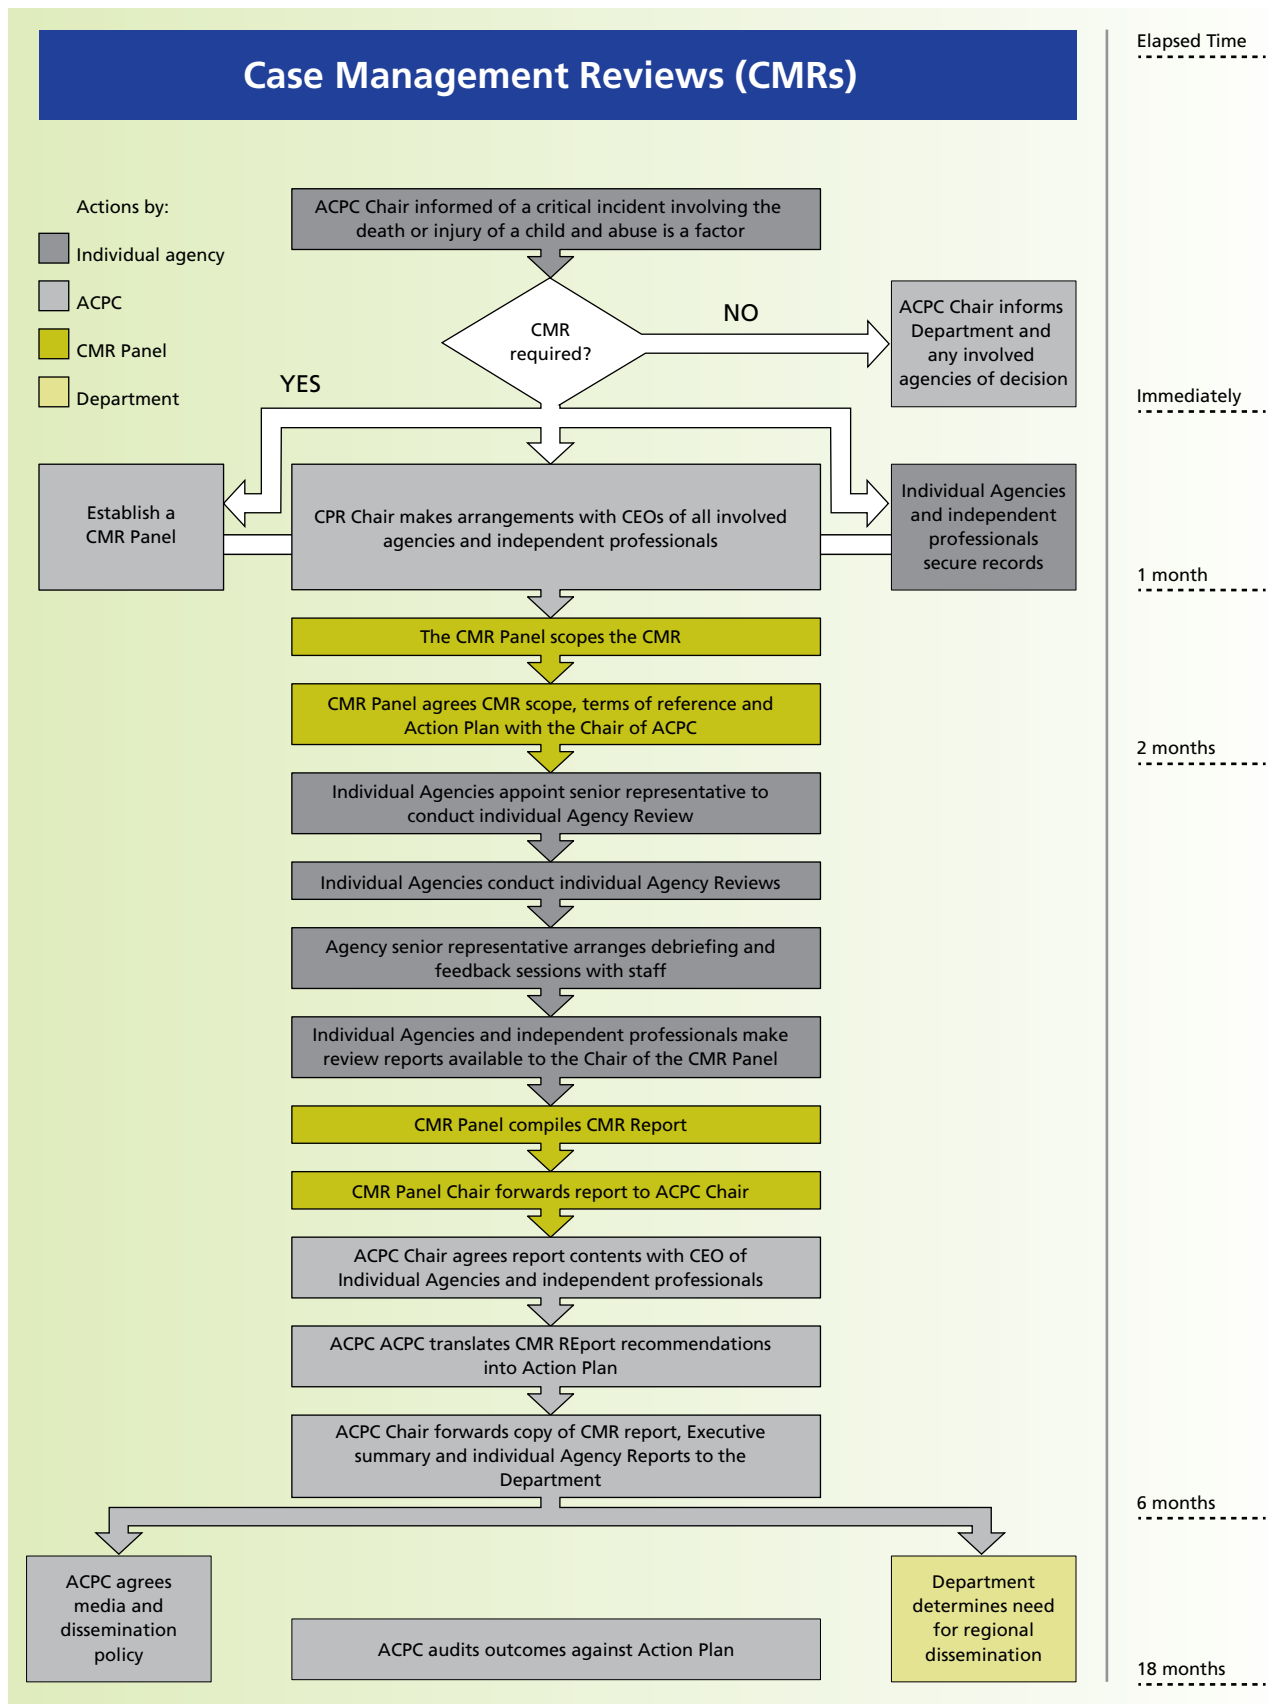 Elapsed Time
Case Management Reviews (CMRs)
Actions by:
Individual agency
ACPC
CMR Panel
Department
ACPC Chair informed of a critical incident involving the
death or injury of a child and abuse is a factor
CMR
required?
NO
ACPC Chair informs
Department and
any involved
agencies of decision
YES
Immediately
Establish a
CMR Panel
CPR Chair makes arrangements with CEOs of all involved
agencies and independent professionals
Individual Agencies
and independent
professionals
secure records
1 month
The CMR Panel scopes the CMR
CMR Panel agrees CMR scope, terms of reference and
Action Plan with the Chair of ACPC
2 months
Individual Agencies appoint senior representative to
conduct individual Agency Review
Individual Agencies conduct individual Agency Reviews
Agency senior representative arranges debriefing and
feedback sessions with staff
Individual Agencies and independent professionals make
review reports available to the Chair of the CMR Panel
CMR Panel compiles CMR Report
CMR Panel Chair forwards report to ACPC Chair
ACPC Chair agrees report contents with CEO of
Individual Agencies and independent professionals
ACPC ACPC translates CMR REport recommendations
into Action Plan
ACPC Chair forwards copy of CMR report, Executive
summary and individual Agency Reports to the
Department
6 months
ACPC agrees
media and
dissemination
policy
ACPC audits outcomes against Action Plan
Department
determines need
for regional
dissemination
18 months